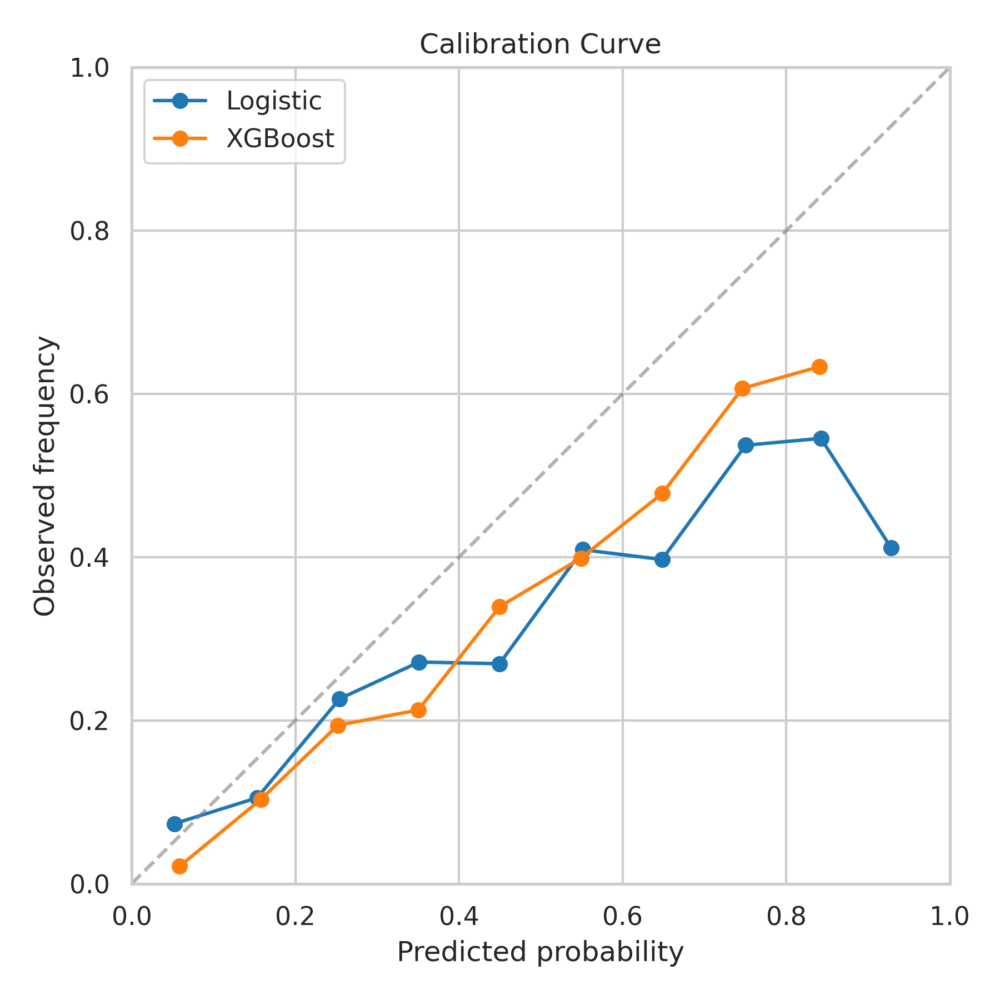 Calibration Curve
Logistic
XGBoost
1.0
0.8
0.6
0.4
0.2
0.0
Observed frequency
0.0 0.2 0.4 0.6 0.8 1.0
Predicted probability